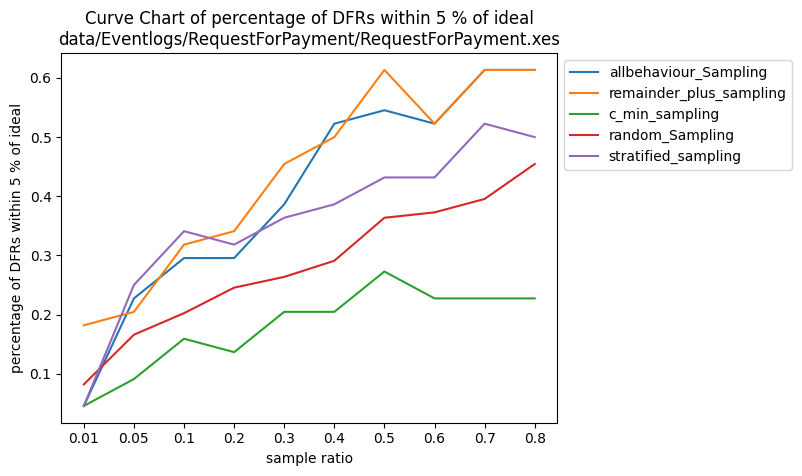 Curve Chart of percentage of DFRs within 5 % of ideal
data/Eventlogs/RequestForPayment/RequestForPayment.xes
percentage of DFRs within 5 % of ideal
0.6
0.5
0.4
0.3
0.2
0.1
0.01 0.05 0.1 0.2 0.3 0.4 0.5 0.6 0.7 0.8
sample ratio
allbehaviour_Sampling
remainder_plus_sampling
c_min_sampling
random_Sampling
stratified_sampling